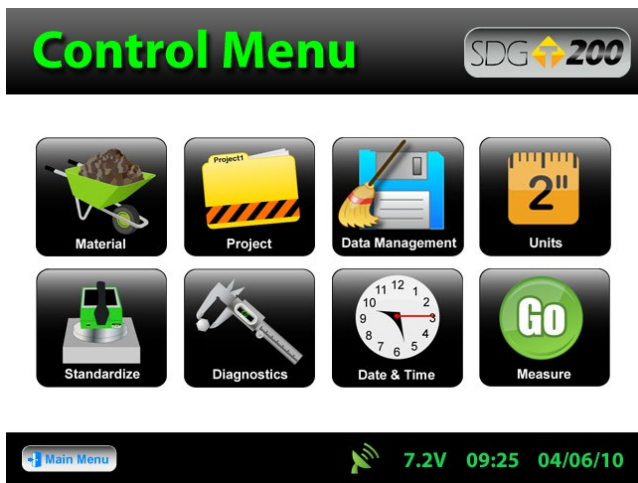 Control Menu
SDG T 200
Project1
2"
Material
Project
Data Management
Units
12
11
1
10
2
9
3
8
4
7
5
6
Go
Standardize
Diagnostics
Date & Time
Measure
Main Menu
7.2V 09:25 04/06/10